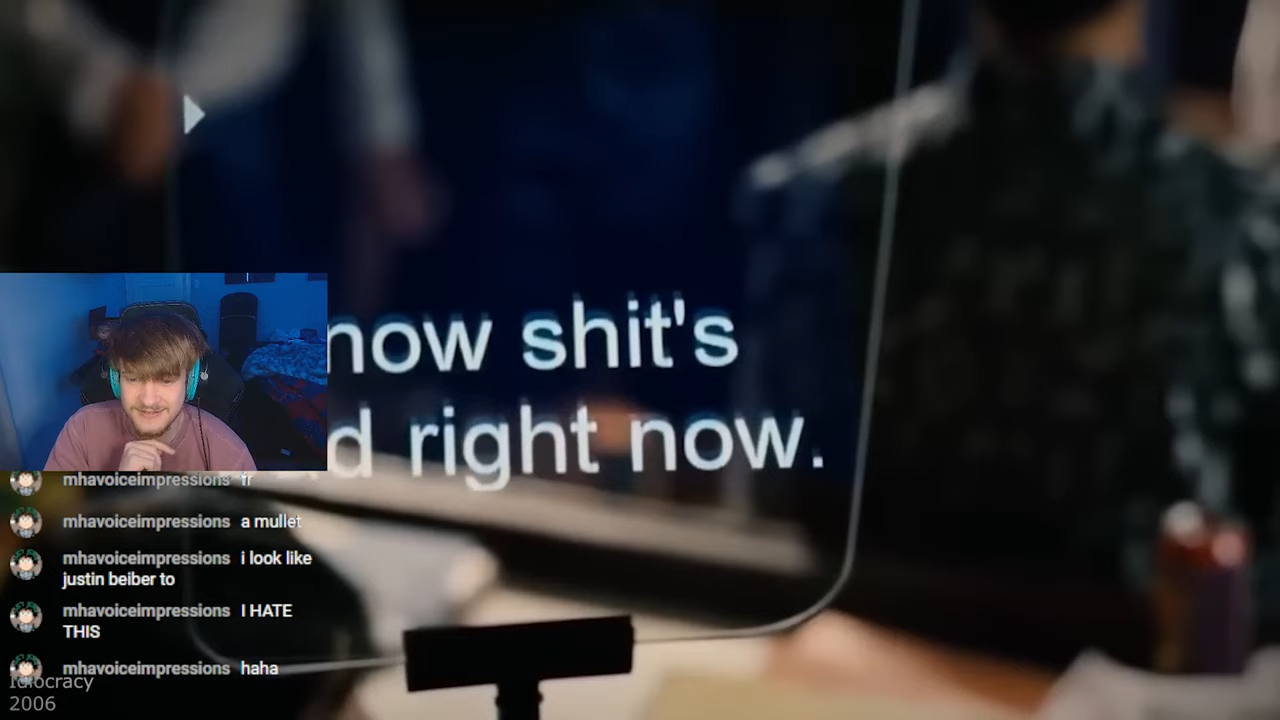 now shit's
d right now.
mhavoiceimpressions fr
mhavoiceimpressions a mullet
mhavoiceimpressions i look like
justin beiber to
mhavoiceimpressions I HATE
THIS
mhavoiceimpressions haha
Idiocracy
2006